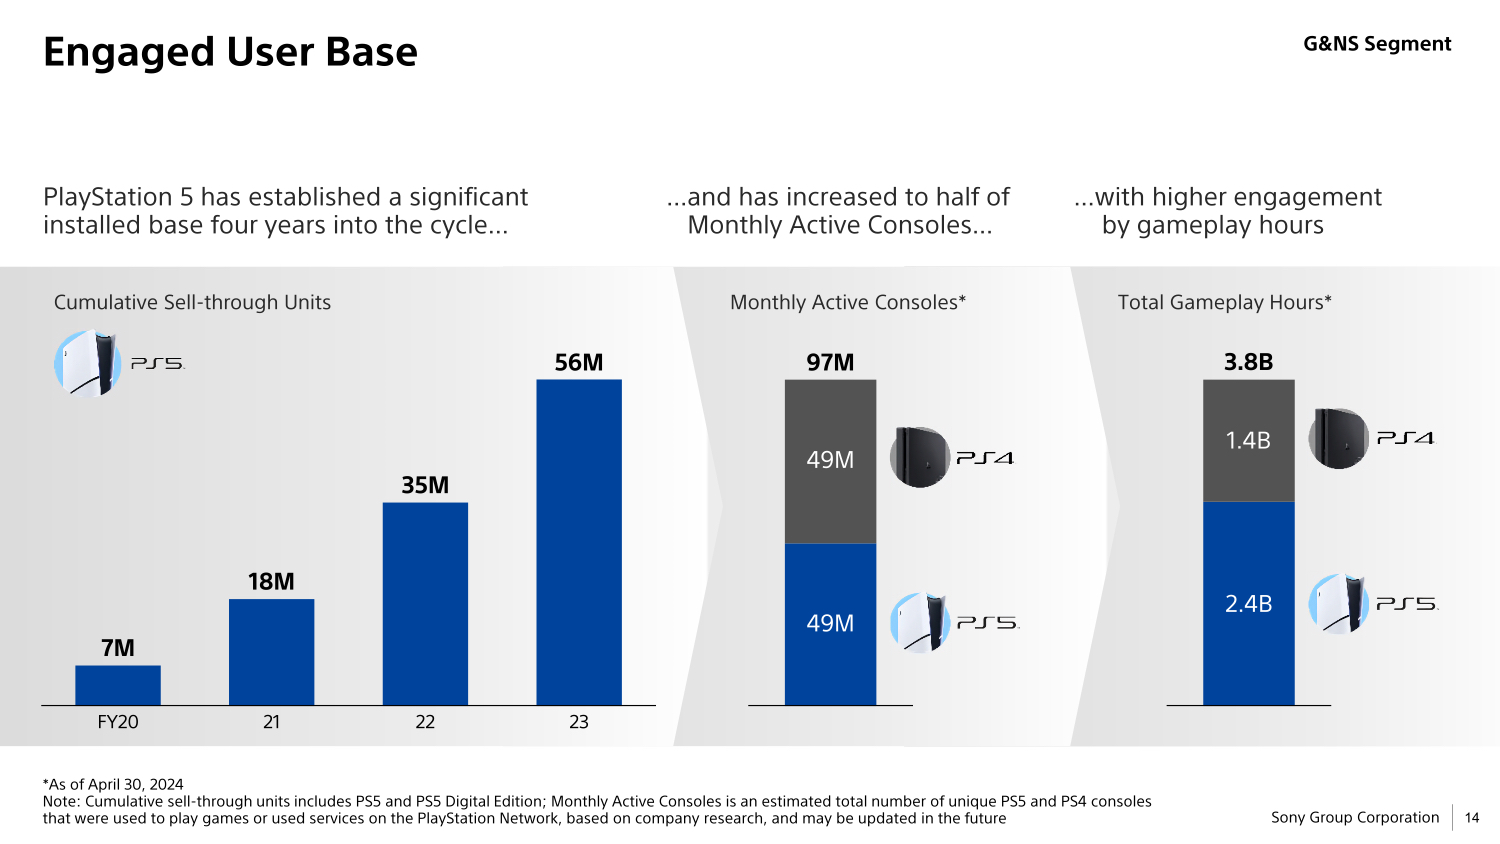 Engaged User Base
G&NS Segment
PlayStation 5 has established a significant
installed base four years into the cycle...
...and has increased to half of
Monthly Active Consoles...
...with higher engagement
by gameplay hours
Cumulative Sell-through Units
PS5
7M
18M
35M
56M
FY20
21
22
23
Monthly Active Consoles*
97M
49M
PS4
49M
PS5
Total Gameplay Hours*
3.8B
1.4B
PS4
2.4B
PS5
*As of April 30, 2024
Note: Cumulative sell-through units includes PS5 and PS5 Digital Edition; Monthly Active Consoles is an estimated total number of unique PS5 and PS4 consoles
that were used to play games or used services on the PlayStation Network, based on company research, and may be updated in the future
Sony Group Corporation
14